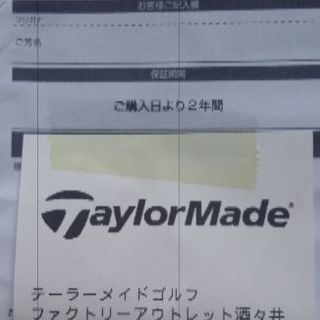 お客様ご記入欄
フリガナ
ご芳名
保証期間
ご購入日より2年間
TaylorMade®
テーラーメイドゴルフ
ファクトリーアウトレット酒々井